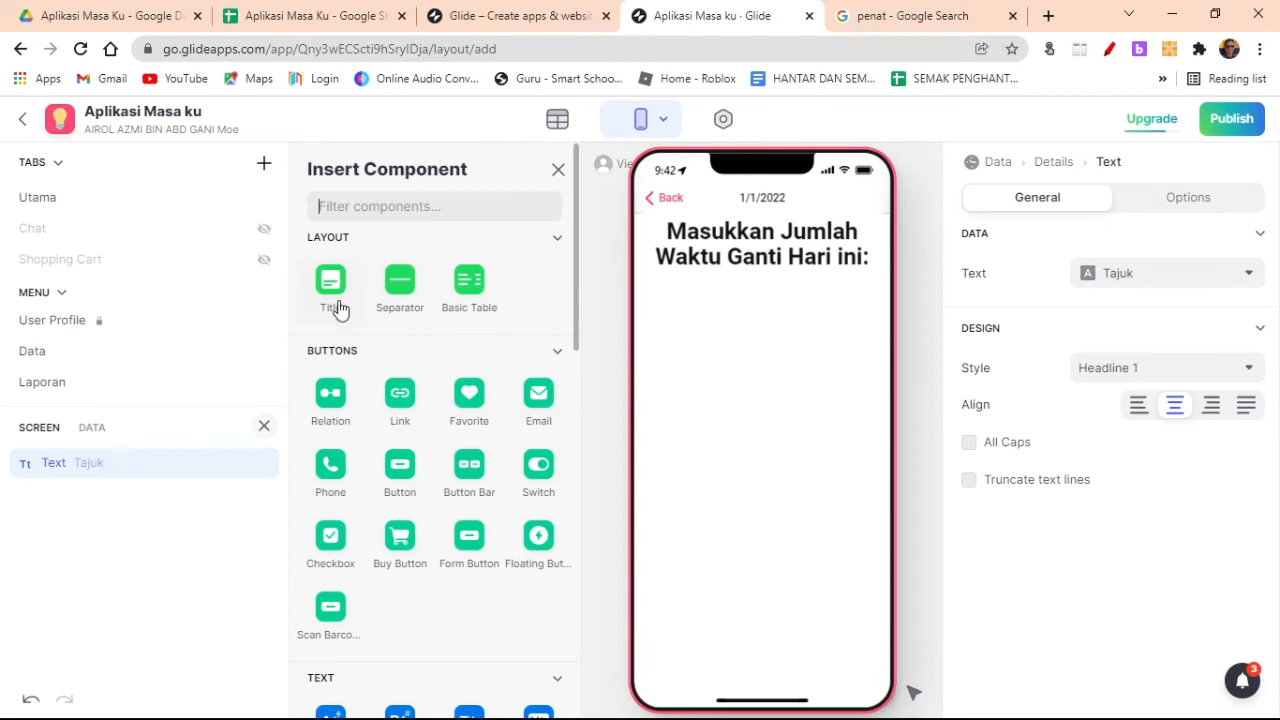 Aplikasi Masa Ku - Google D
Aplikasi Masa Ku - Google Sh
Glide – Create apps & websit
Aplikasi Masa ku · Glide
penat - Google Search
go.glideapps.com/app/Qny3wECScti9hSrylDja/layout/add
Apps
Gmail
YouTube
Maps
Login
Online Audio Conv...
Guru - Smart Schoo...
Home - Roblox
HANTAR DAN SEM...
SEMAK PENGHANT...
Reading list
Aplikasi Masa ku
AIROL AZMI BIN ABD GANI Moe
Upgrade
Publish
TABS
Utama
Chat
Shopping Cart
MENU
User Profile
Data
Laporan
SCREEN
DATA
Tt Text Tajuk
Insert Component
Filter components...
LAYOUT
Separator
Basic Table
BUTTONS
Relation
Link
Favorite
Email
Phone
Button
Button Bar
Switch
Checkbox
Buy Button
Form Button
Floating But...
Scan Barco...
TEXT
9:42
Back
1/1/2022
Masukkan Jumlah
Waktu Ganti Hari ini:
Data
Details
Text
General
Options
DATA
Text
A Tajuk
DESIGN
Style
Headline 1
Align
All Caps
Truncate text lines
3